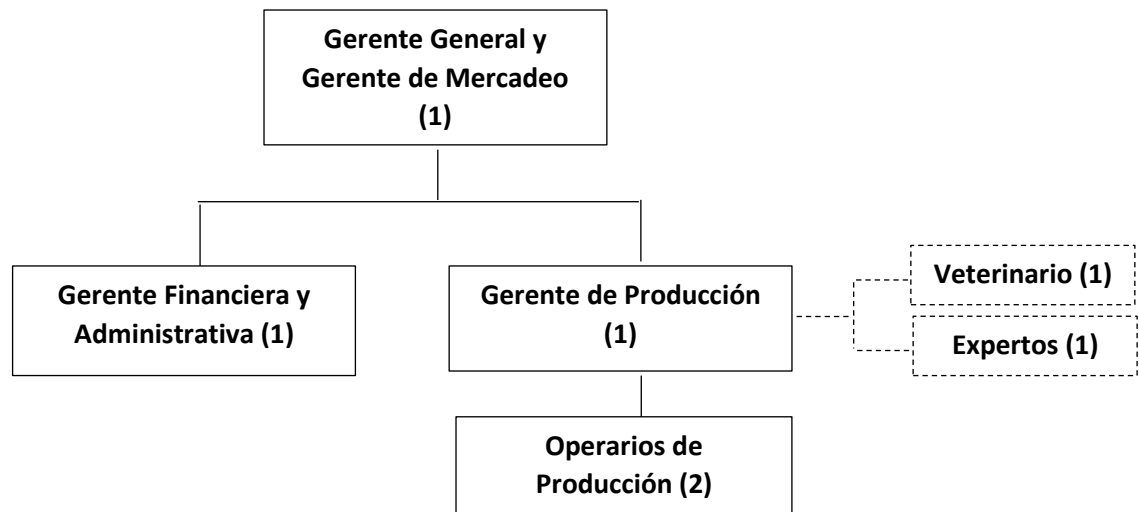 Gerente General y
Gerente de Mercadeo
(1)
Gerente Financiera y
Administrativa (1)
Gerente de Producción
(1)
Veterinario (1)
Expertos (1)
Operarios de
Producción (2)